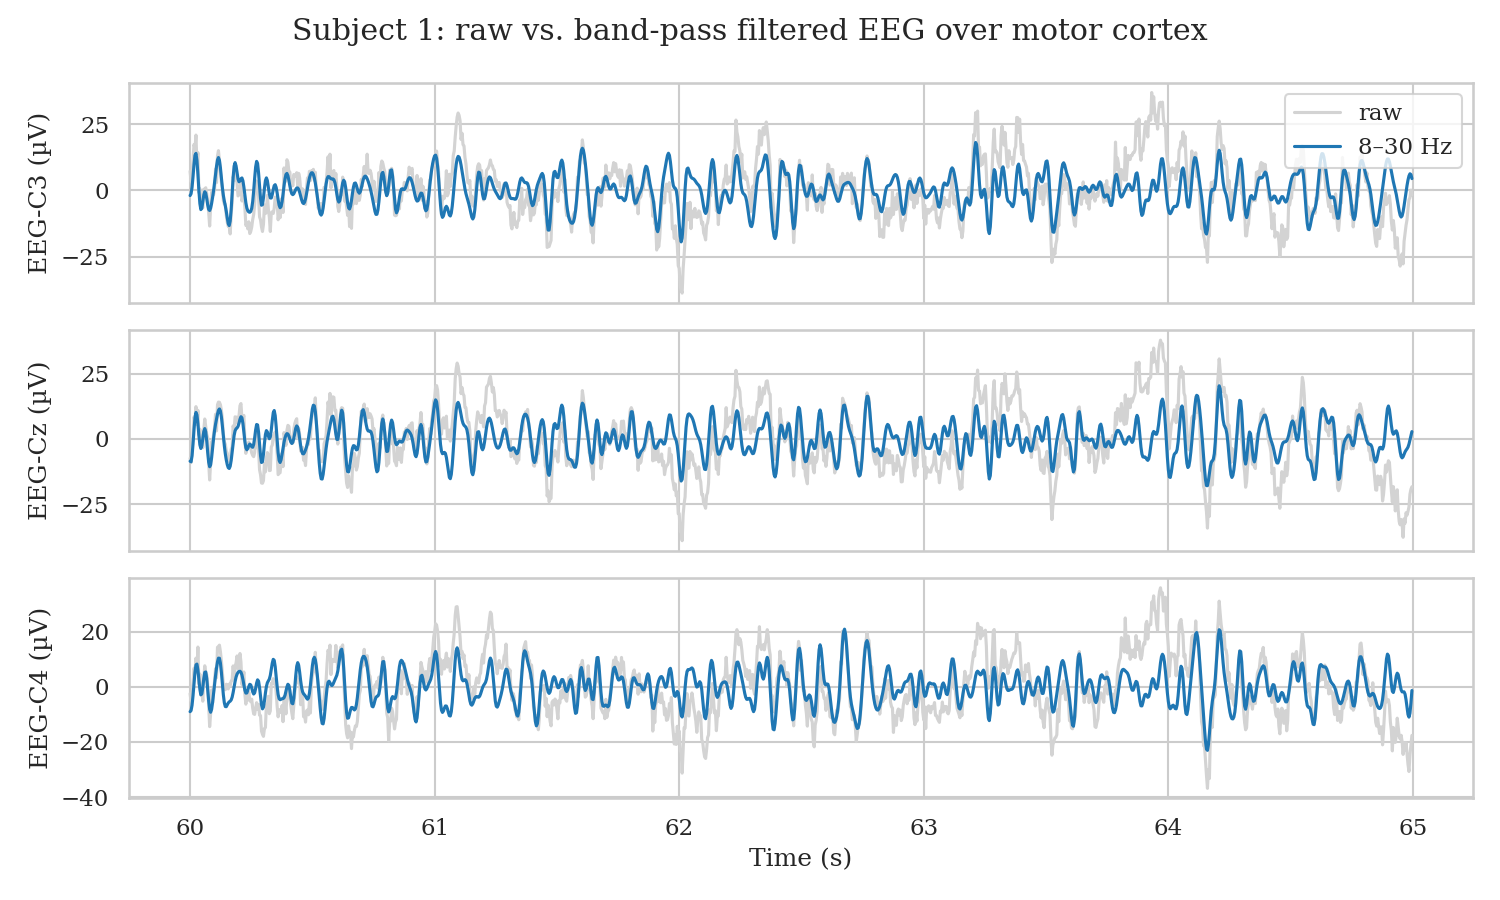 Subject 1: raw vs. band-pass filtered EEG over motor cortex
EEG-C3 (µV)
25
0
−25
raw
8–30 Hz
EEG-Cz (µV)
25
0
−25
EEG-C4 (µV)
20
0
−20
−40
60 61 62 63 64 65
Time (s)